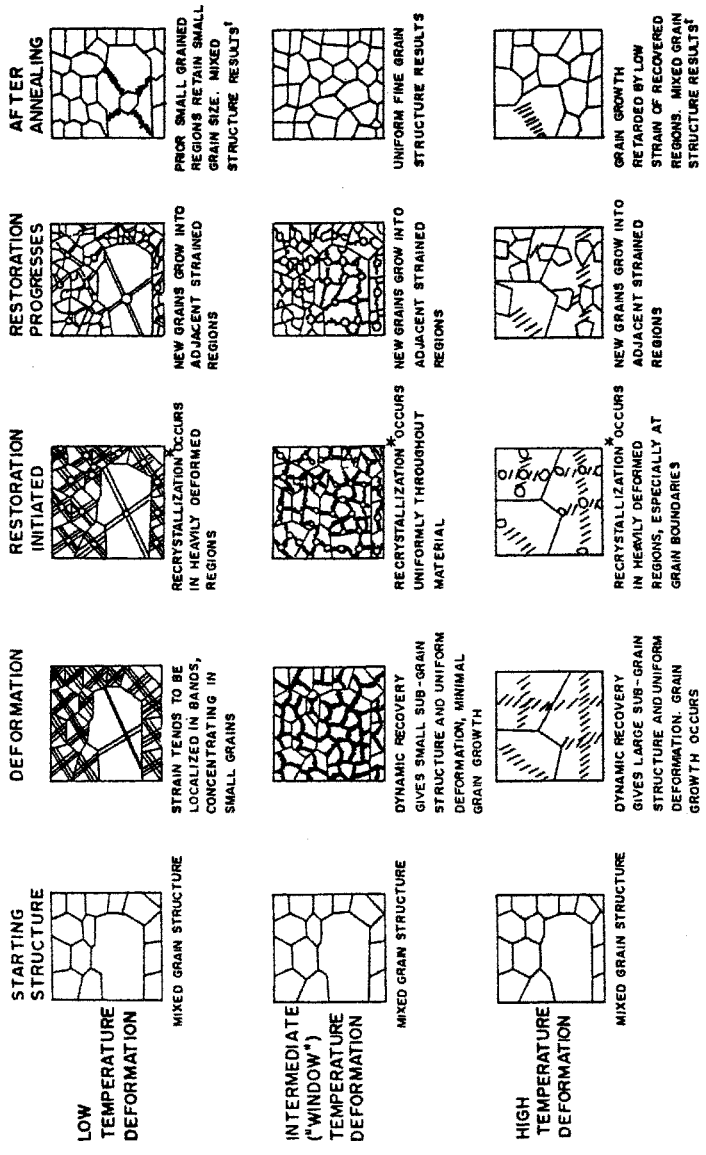 STARTING
STRUCTURE
DEFORMATION
RESTORATION
INITIATED
RESTORATION
PROGRESSES
AFTER
ANNEALING
LOW
TEMPERATURE
DEFORMATION
MIXED GRAIN STRUCTURE
STRAIN TENDS TO BE
LOCALIZED IN BANDS,
CONCENTRATING IN
SMALL GRAINS
RECRYSTALLIZATION*OCCURS
IN HEAVILY DEFORMED
REGIONS
NEW GRAINS GROW INTO
ADJACENT STRAINED
REGIONS
PRIOR SMALL GRAINED
REGIONS RETAIN SMALL
GRAIN SIZE. MIXED
STRUCTURE RESULTS†
INTERMEDIATE
("WINDOW")
TEMPERATURE
DEFORMATION
MIXED GRAIN STRUCTURE
DYNAMIC RECOVERY
GIVES SMALL SUB-GRAIN
STRUCTURE AND UNIFORM
DEFORMATION, MINIMAL
GRAIN GROWTH
RECRYSTALLIZATION*OCCURS
UNIFORMLY THROUGHOUT
MATERIAL
NEW GRAINS GROW INTO
ADJACENT STRAINED
REGIONS
UNIFORM FINE GRAIN
STRUCTURE RESULTS
HIGH
TEMPERATURE
DEFORMATION
MIXED GRAIN STRUCTURE
DYNAMIC RECOVERY
GIVES LARGE SUB-GRAIN
STRUCTURE AND UNIFORM
DEFORMATION. GRAIN
GROWTH OCCURS
RECRYSTALLIZATION*OCCURS
IN HEAVILY DEFORMED
REGIONS, ESPECIALLY AT
GRAIN BOUNDARIES
NEW GRAINS GROW INTO
ADJACENT STRAINED
REGIONS
GRAIN GROWTH
RETARDED BY LOW
STRAIN OF RECOVERED
REGIONS. MIXED GRAIN
STRUCTURE RESULTS†